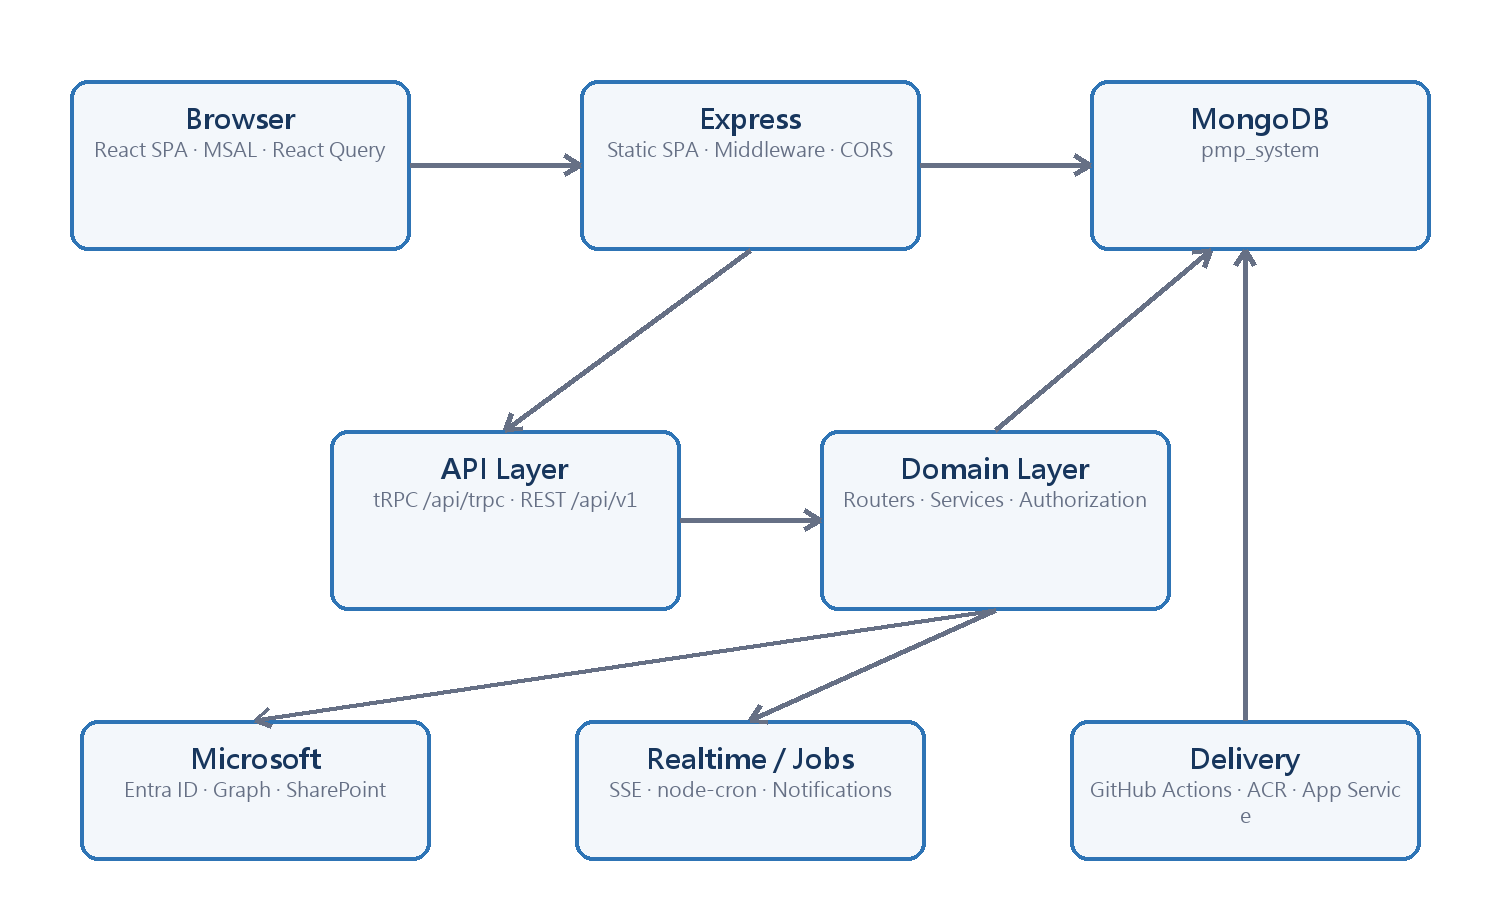 Browser
React SPA · MSAL · React Query
Express
Static SPA · Middleware · CORS
MongoDB
pmp_system
API Layer
tRPC /api/trpc · REST /api/v1
Domain Layer
Routers · Services · Authorization
Microsoft
Entra ID · Graph · SharePoint
Realtime / Jobs
SSE · node-cron · Notifications
Delivery
GitHub Actions · ACR · App Servic
e